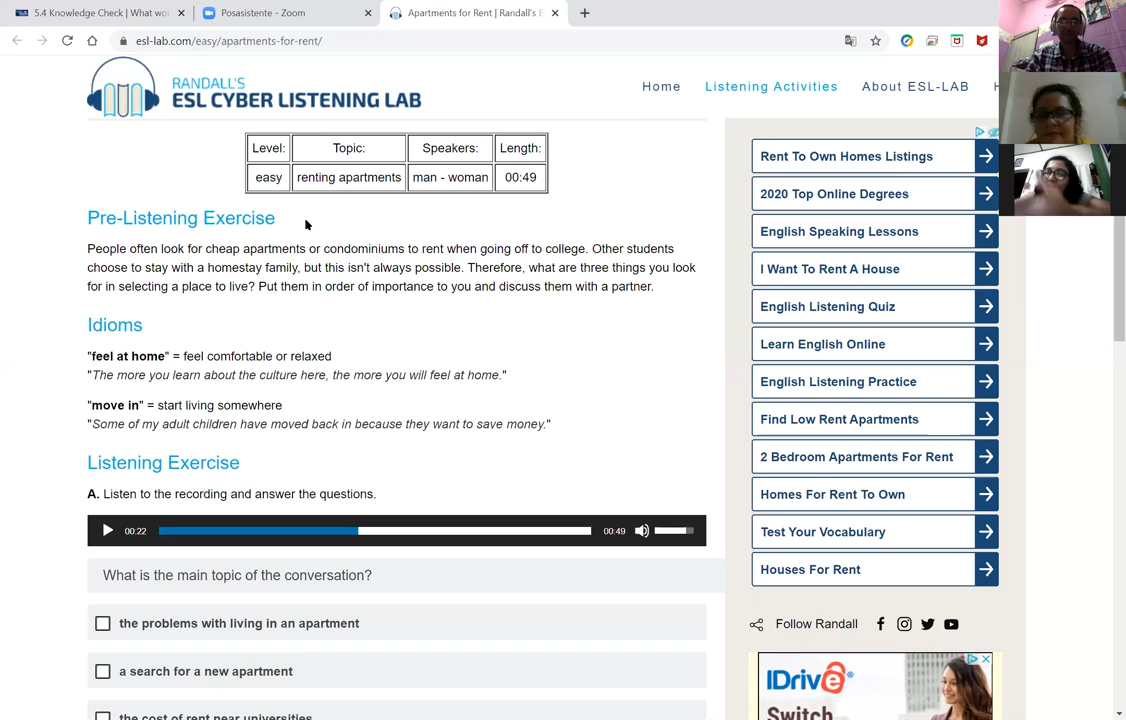 5.4 Knowledge Check | What wo
Posasistente - Zoom
Apartments for Rent | Randall's E
esl-lab.com/easy/apartments-for-rent/
RANDALL'S
ESL CYBER LISTENING LAB
Home
Listening Activities
About ESL-LAB
H
Level: Topic: Speakers: Length:
easy renting apartments man - woman 00:49
Pre-Listening Exercise
People often look for cheap apartments or condominiums to rent when going off to college. Other students
choose to stay with a homestay family, but this isn't always possible. Therefore, what are three things you look
for in selecting a place to live? Put them in order of importance to you and discuss them with a partner.
Idioms
"feel at home" = feel comfortable or relaxed
"The more you learn about the culture here, the more you will feel at home."
"move in" = start living somewhere
"Some of my adult children have moved back in because they want to save money."
Listening Exercise
A. Listen to the recording and answer the questions.
00:22 00:49
What is the main topic of the conversation?
the problems with living in an apartment
a search for a new apartment
the cost of rent near universities
Rent To Own Homes Listings
2020 Top Online Degrees
English Speaking Lessons
I Want To Rent A House
English Listening Quiz
Learn English Online
English Listening Practice
Find Low Rent Apartments
2 Bedroom Apartments For Rent
Homes For Rent To Own
Test Your Vocabulary
Houses For Rent
Follow Randall
IDrive
Switch